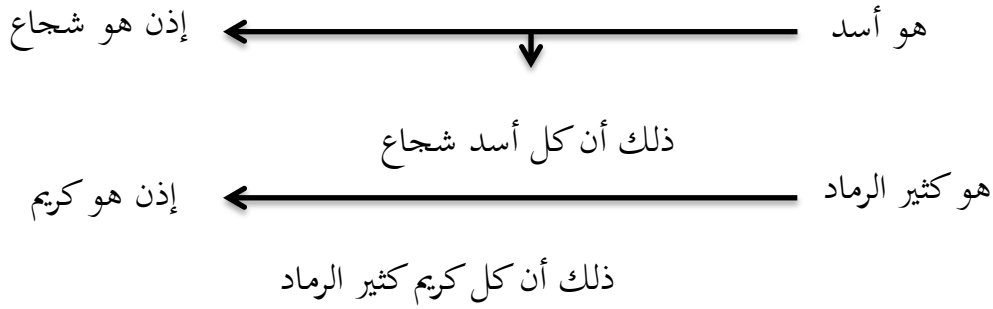 هو أسد إذن هو شجاع
ذلك أن كل أسد شجاع
هو كثير الرماد إذن هو كريم
ذلك أن كل كريم كثير الرماد